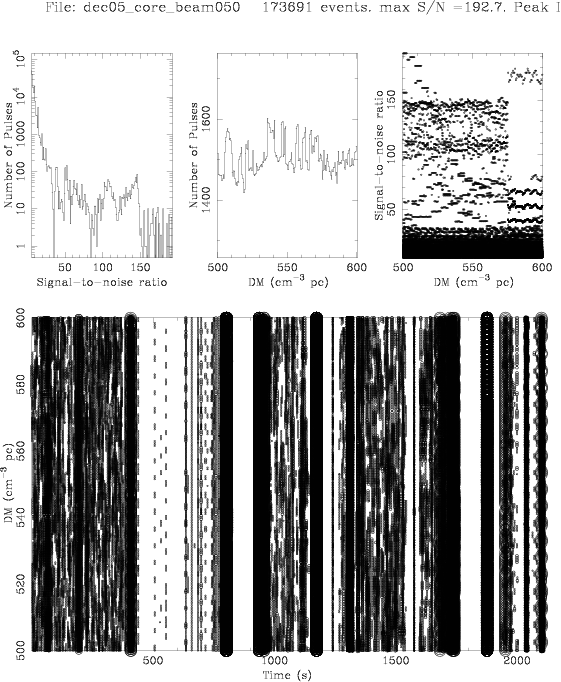 File: dec05_core_beam050 173691 events. max S/N =192.7. Peak I
10⁵
10⁴
1000
100
10
1
Number of Pulses
50 100 150
Signal-to-noise ratio
1600
1400
Number of Pulses
500 550 600
DM (cm⁻³ pc)
150
100
50
Signal-to-noise ratio
500 550 600
DM (cm⁻³ pc)
600
580
560
540
520
500
DM (cm⁻³ pc)
500 1000 1500 2000
Time (s)